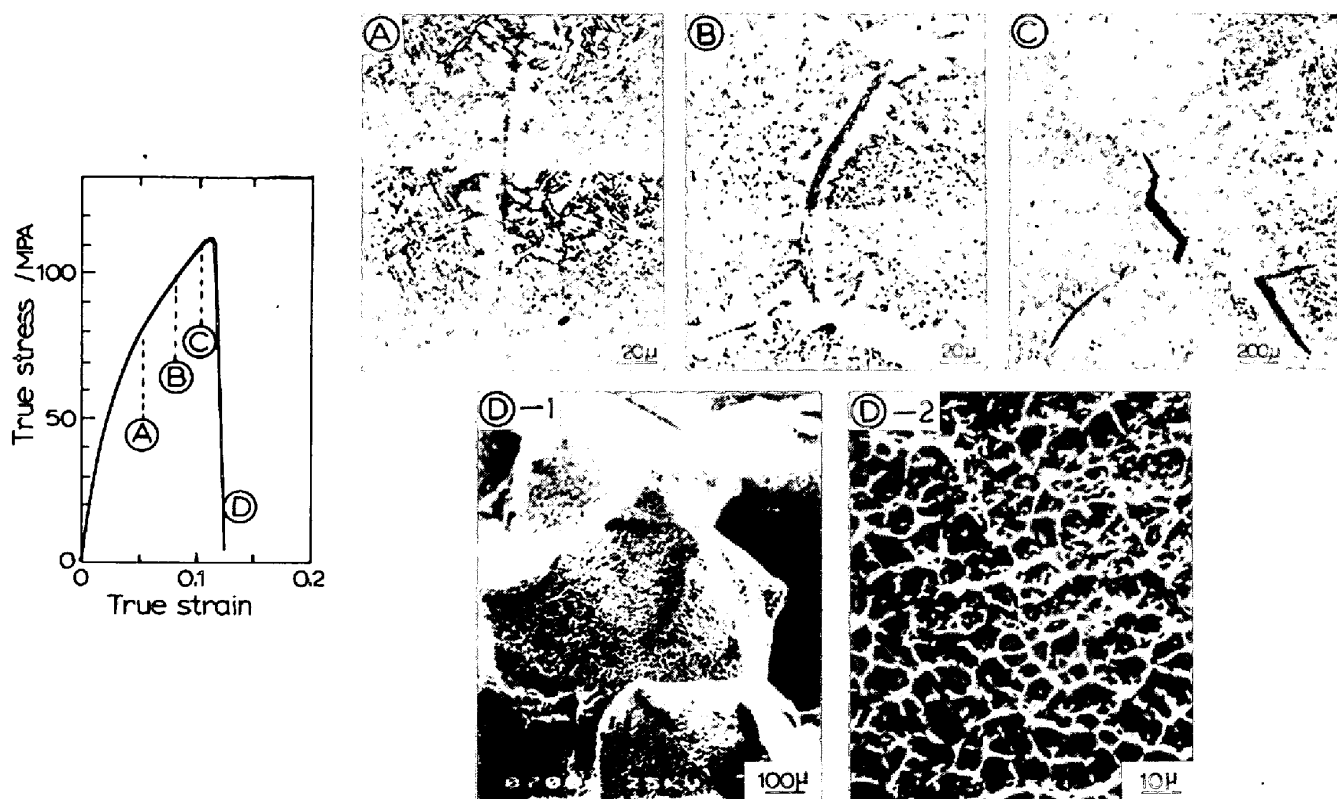 True stress /MPA
100
50
0
0 0.1 0.2
True strain
Ⓐ
Ⓑ
Ⓒ
Ⓓ
Ⓐ
20μ
Ⓑ
20μ
Ⓒ
200μ
Ⓓ-1
100μ
Ⓓ-2
10μ